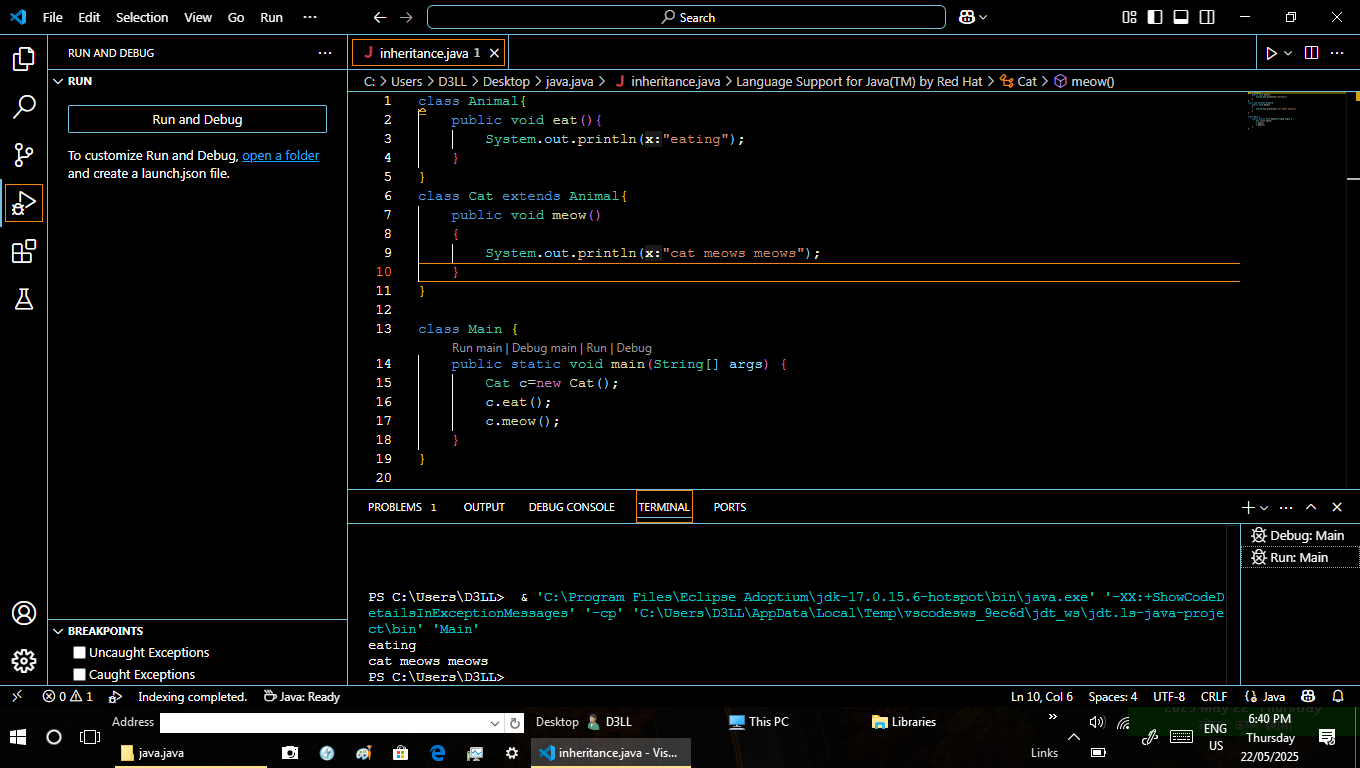 File Edit Selection View Go Run ··· Search
RUN AND DEBUG ···
RUN
Run and Debug
To customize Run and Debug, open a folder
and create a launch.json file.
BREAKPOINTS
Uncaught Exceptions
Caught Exceptions
J inheritance.java 1
C: > Users > D3LL > Desktop > java.java > J inheritance.java > Language Support for Java(TM) by Red Hat > Cat > meow()
1 class Animal{
2 public void eat(){
3 System.out.println(x:"eating");
4 }
5 }
6 class Cat extends Animal{
7 public void meow()
8 {
9 System.out.println(x:"cat meows meows");
10 }
11 }
12
13 class Main {
Run main | Debug main | Run | Debug
14 public static void main(String[] args) {
15 Cat c=new Cat();
16 c.eat();
17 c.meow();
18 }
19 }
20
PROBLEMS 1 OUTPUT DEBUG CONSOLE TERMINAL PORTS
Debug: Main
Run: Main
PS C:\Users\D3LL> & 'C:\Program Files\Eclipse Adoptium\jdk-17.0.15.6-hotspot\bin\java.exe' '-XX:+ShowCodeD
etailsInExceptionMessages' '-cp' 'C:\Users\D3LL\AppData\Local\Temp\vscodesws_9ec6d\jdt_ws\jdt.ls-java-proje
ct\bin' 'Main'
eating
cat meows meows
PS C:\Users\D3LL>
0 1 Indexing completed. Java: Ready Ln 10, Col 6 Spaces: 4 UTF-8 CRLF {} Java
Address Desktop D3LL This PC Libraries »
java.java inheritance.java - Vis... Links
ENG
US
6:40 PM
Thursday
22/05/2025